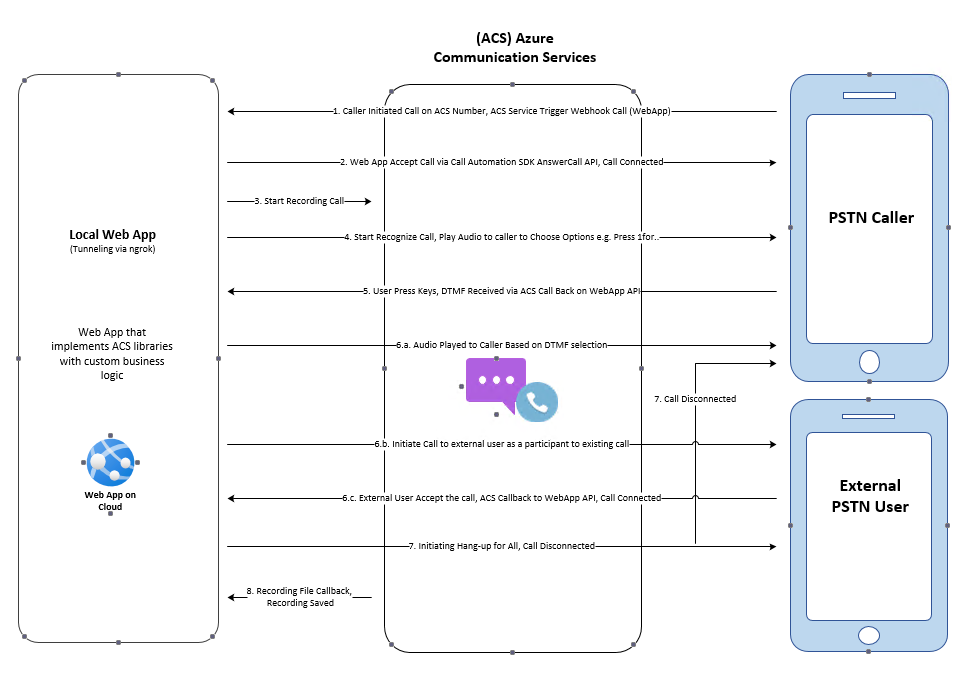 (ACS) Azure
Communication Services
1. Caller Initiated Call on ACS Number, ACS Service Trigger Webhook Call (WebApp)
2. Web App Accept Call via Call Automation SDK AnswerCall API, Call Connected
3. Start Recording Call
Local Web App
(Tunneling via ngrok)
PSTN Caller
4. Start Recognize Call, Play Audio to caller to Choose Options e.g. Press 1for..
5. User Press Keys, DTMF Received via ACS Call Back on WebApp API
Web App that
implements ACS libraries
with custom business
logic
6.a. Audio Played to Caller Based on DTMF selection
7. Call Disconnected
6.b. Initiate Call to external user as a participant to existing call
Web App on
Cloud
External
PSTN User
6.c. External User Accept the call, ACS Callback to WebApp API, Call Connected
7. Initiating Hang-up for All, Call Disconnected
8. Recording File Callback,
Recording Saved